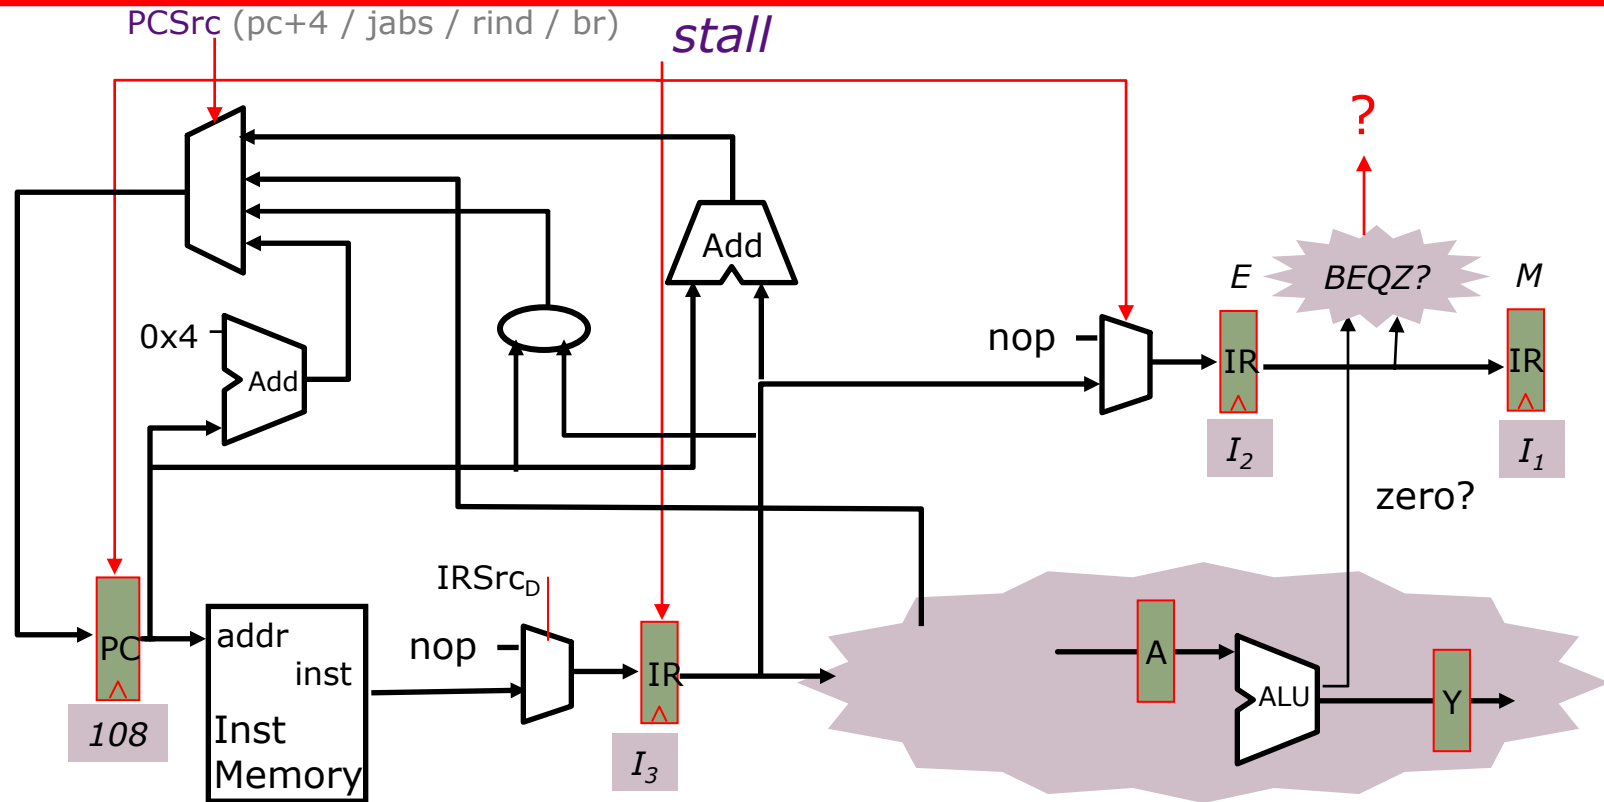 PCSrc (pc+4 / jabs / rind / br)
stall
?
Add
E
BEQZ?
M
0x4
Add
nop
IR
IR
I₂
I₁
zero?
IRSrc_D
PC
addr
inst
Inst
Memory
nop
IR
A
ALU
Y
108
I₃